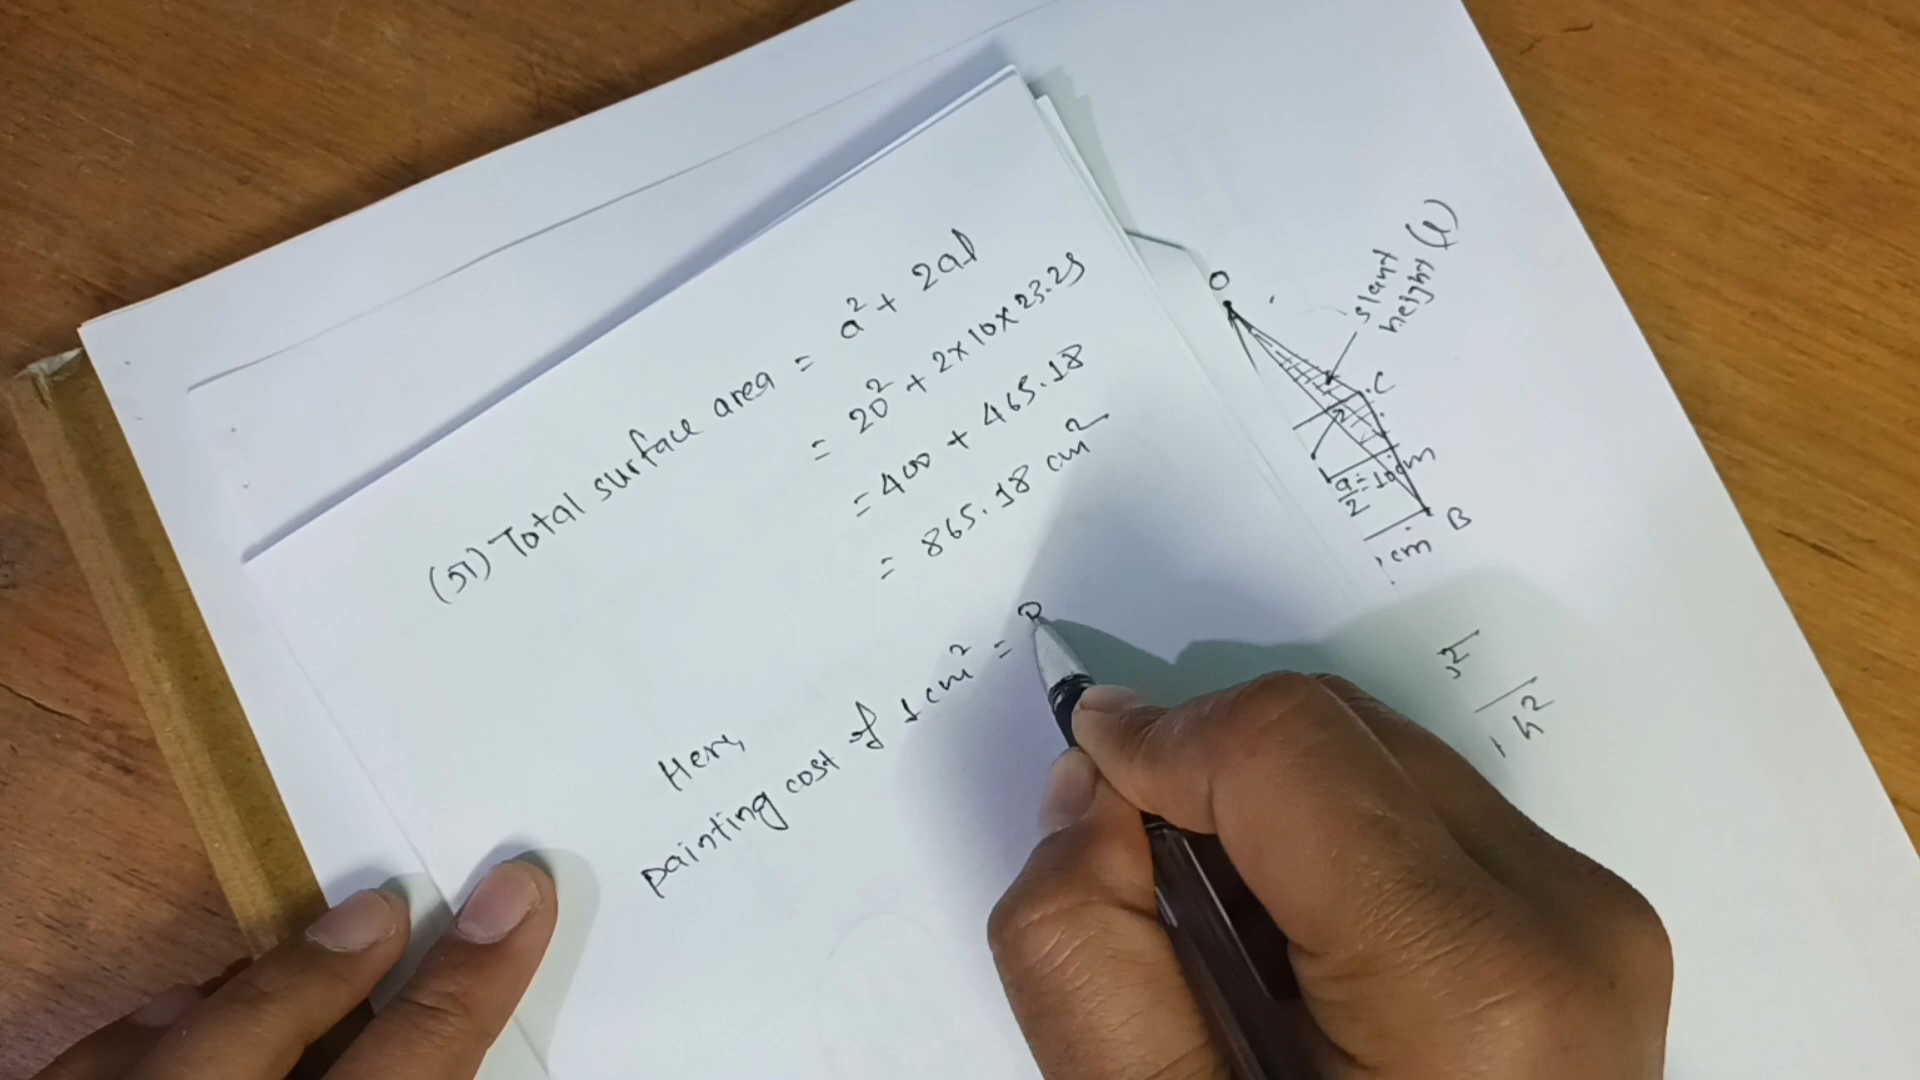 (ज) Total surface area = a² + 2al
= 20² + 2×10×23.25
= 400 + 465.18
= 865.18 cm²
Here,
painting cost of 1 cm² = R
O
slant
height (l)
C
a/2 = 10cm
B
cm
h²